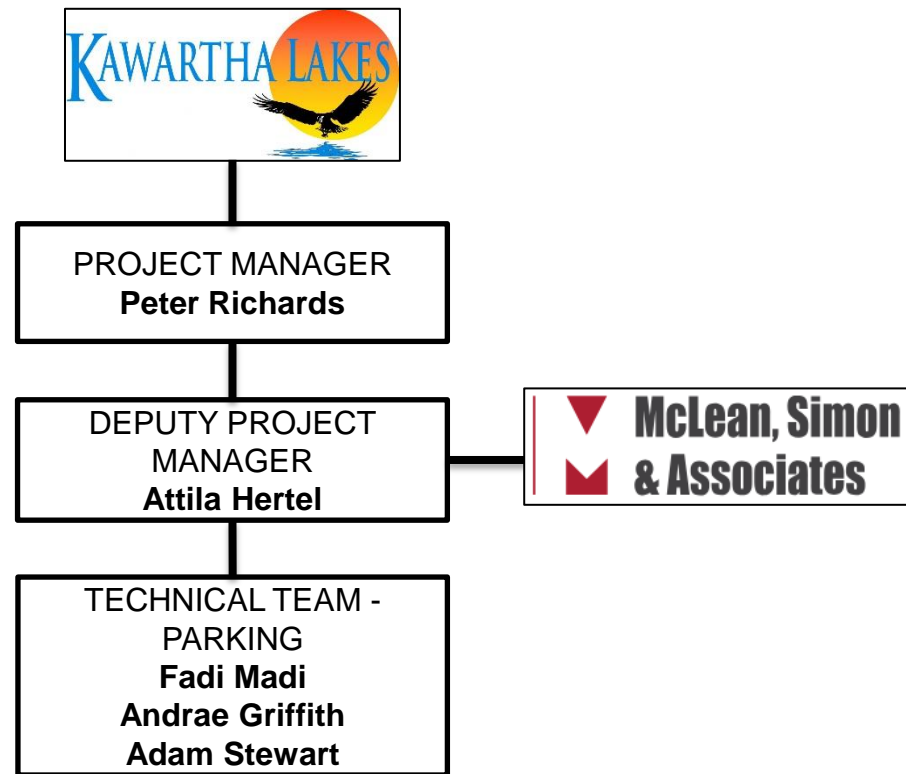 KAWARTHA LAKES
PROJECT MANAGER
Peter Richards
DEPUTY PROJECT
MANAGER
Attila Hertel
McLean, Simon
& Associates
TECHNICAL TEAM -
PARKING
Fadi Madi
Andrae Griffith
Adam Stewart